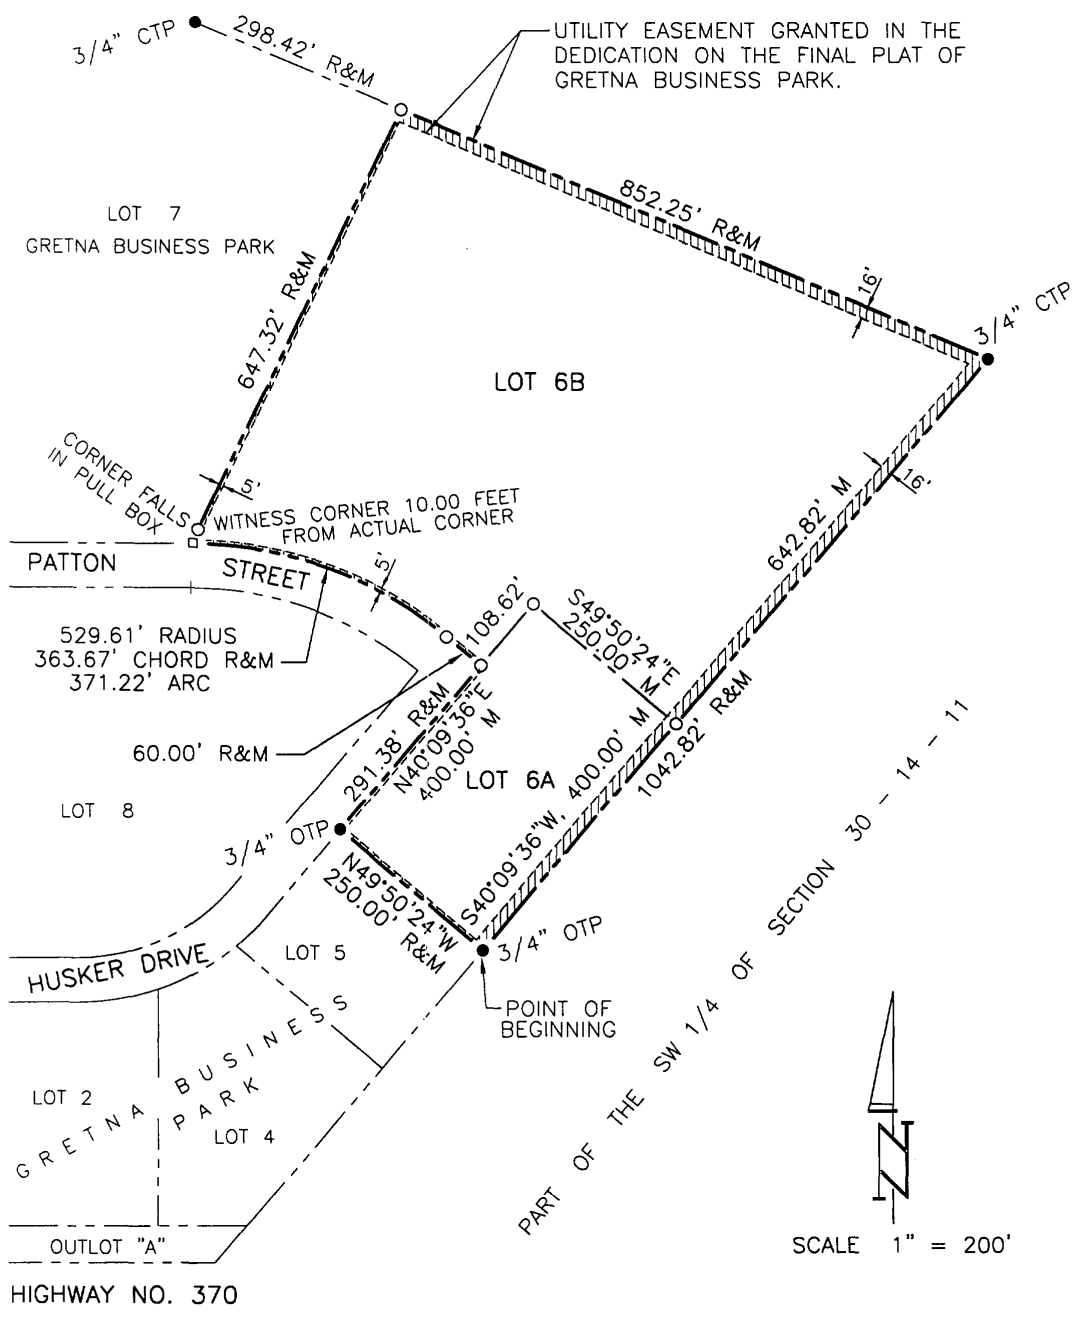 3/4" CTP
298.42' R&M
UTILITY EASEMENT GRANTED IN THE
DEDICATION ON THE FINAL PLAT OF
GRETNA BUSINESS PARK.
852.25' R&M
LOT 7
GRETNA BUSINESS PARK
647.32' R&M
16'
3/4" CTP
LOT 6B
CORNER FALLS
IN PULL BOX
5'
WITNESS CORNER 10.00 FEET
FROM ACTUAL CORNER
642.82' M
16'
PATTON STREET
5'
108.62'
S49°50'24"E
250.00' M
529.61' RADIUS
363.67' CHORD R&M
371.22' ARC
60.00' R&M
291.38' R&M
N40°09'36"E
400.00' M
LOT 6A
S40°09'36"W, 400.00' M
1042.82' R&M
LOT 8
3/4" OTP
N49°50'24"W
250.00' R&M
3/4" OTP
HUSKER DRIVE
LOT 5
POINT OF
BEGINNING
PART OF THE SW 1/4 OF SECTION 30 - 14 - 11
LOT 2
GRETNA BUSINESS
PARK
LOT 4
N
OUTLOT "A"
SCALE 1" = 200'
HIGHWAY NO. 370